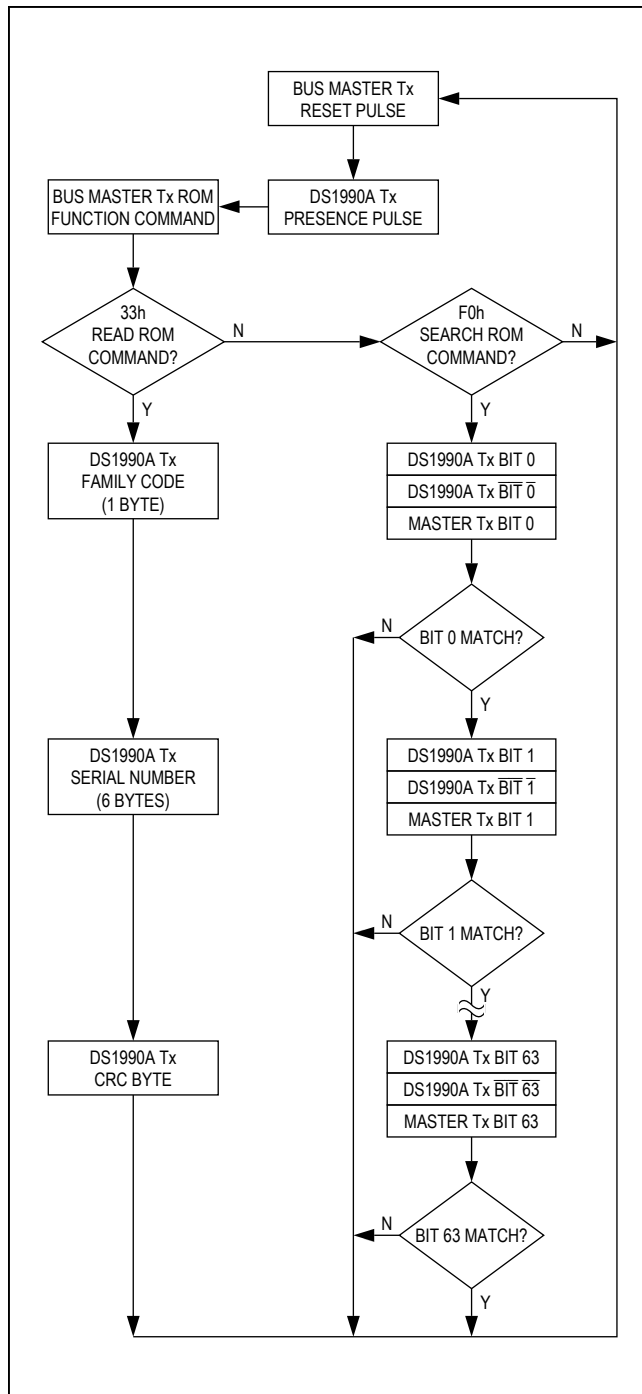 BUS MASTER Tx
RESET PULSE
BUS MASTER Tx ROM
FUNCTION COMMAND
DS1990A Tx
PRESENCE PULSE
33h
READ ROM
COMMAND?
N
Y
F0h
SEARCH ROM
COMMAND?
N
Y
DS1990A Tx
FAMILY CODE
(1 BYTE)
DS1990A Tx BIT 0
DS1990A Tx B̅I̅T̅ 0̅
MASTER Tx BIT 0
N
BIT 0 MATCH?
Y
DS1990A Tx
SERIAL NUMBER
(6 BYTES)
DS1990A Tx BIT 1
DS1990A Tx B̅I̅T̅ 1̅
MASTER Tx BIT 1
N
BIT 1 MATCH?
Y
DS1990A Tx
CRC BYTE
DS1990A Tx BIT 63
DS1990A Tx B̅I̅T̅ 6̅3̅
MASTER Tx BIT 63
N
BIT 63 MATCH?
Y